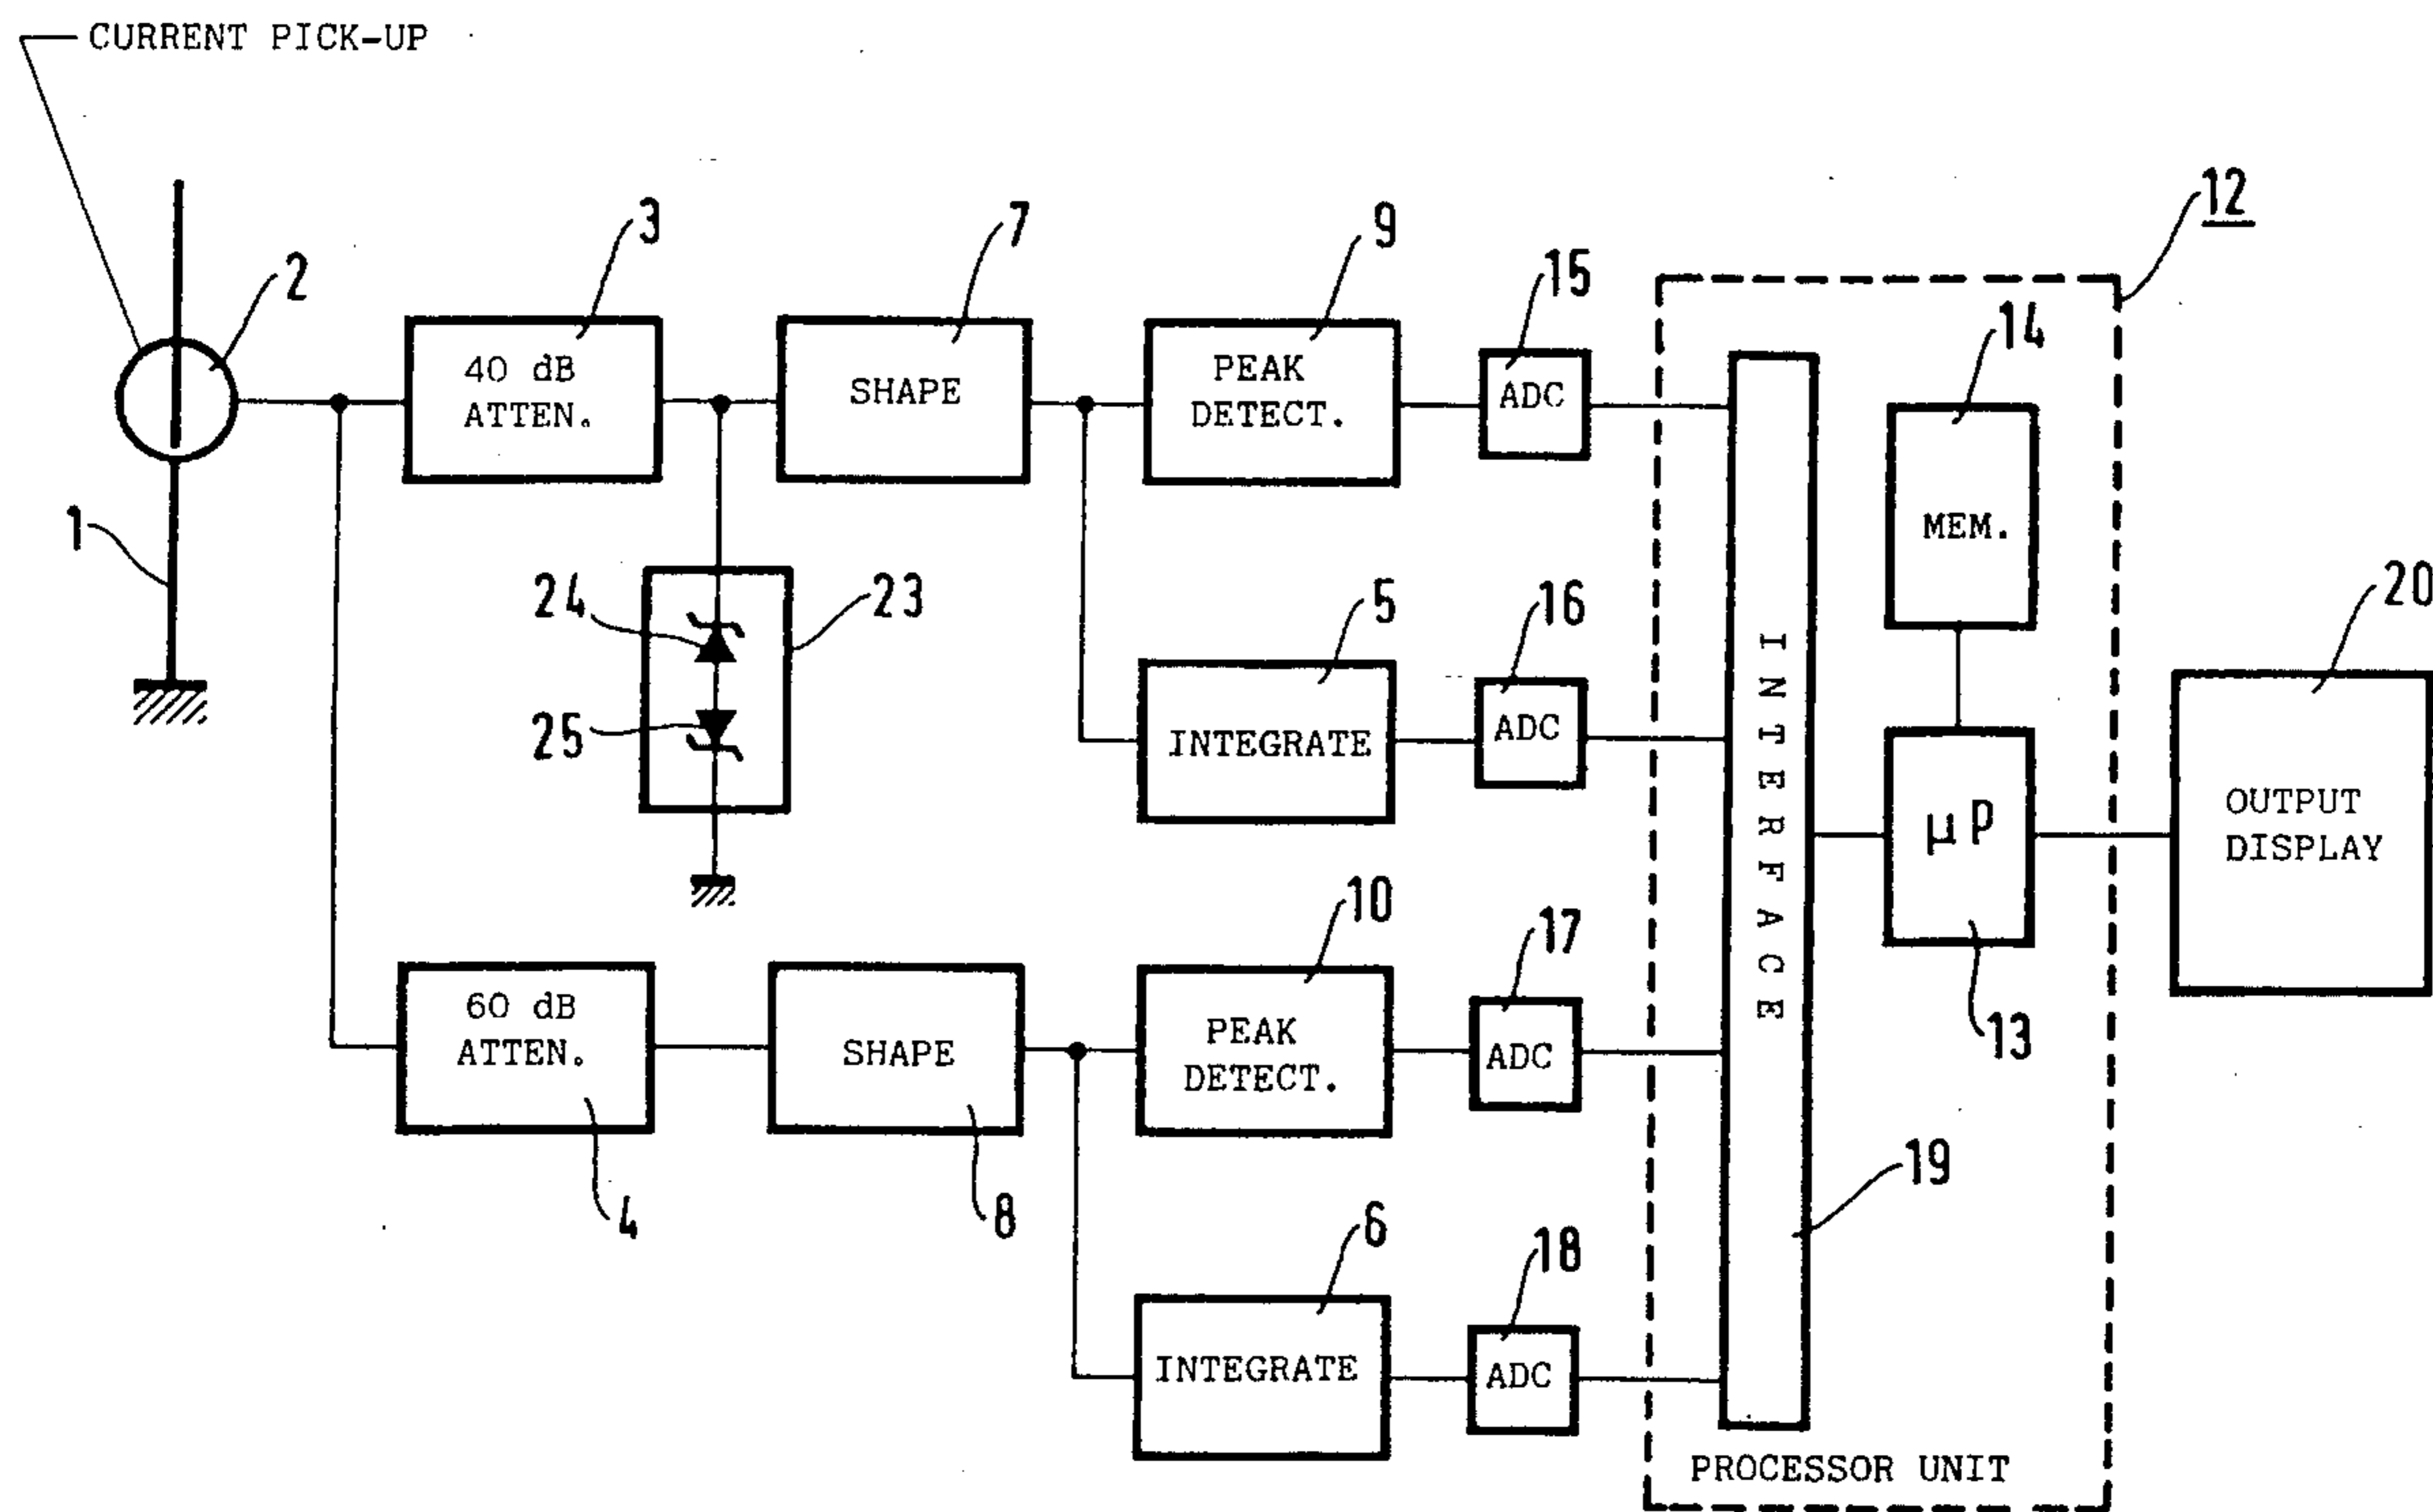 CURRENT PICK-UP
12
3
7
9
15
2
14
40 dB
ATTEN.
SHAPE
PEAK
DETECT.
ADC
MEM.
1
24
23
5
16
20
25
INTEGRATE
ADC
INTERFACE
μP
OUTPUT
DISPLAY
10
17
60 dB
ATTEN.
SHAPE
PEAK
DETECT.
ADC
13
4
8
19
6
18
INTEGRATE
ADC
PROCESSOR UNIT